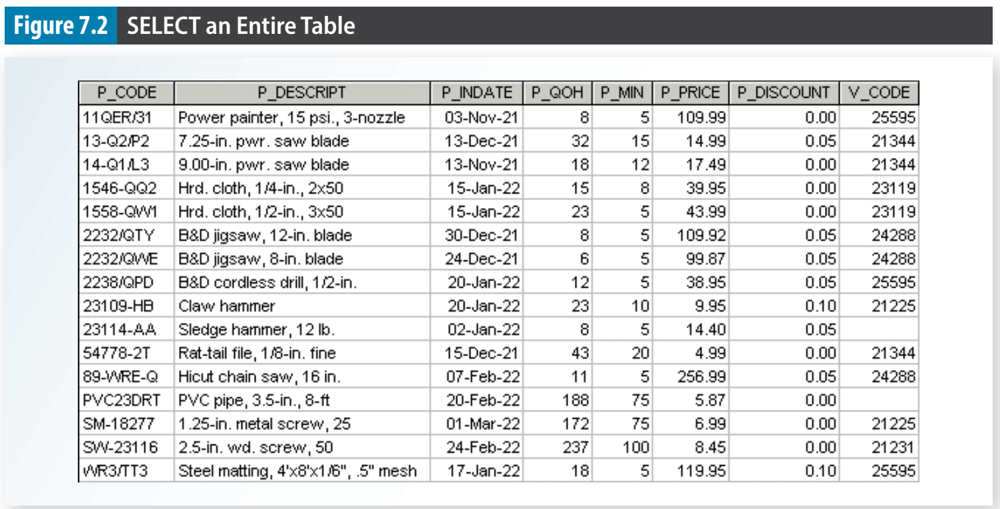 Figure 7.2 SELECT an Entire Table
P_CODE P_DESCRIPT P_INDATE P_QOH P_MIN P_PRICE P_DISCOUNT V_CODE
11QER/31 Power painter, 15 psi., 3-nozzle 03-Nov-21 8 5 109.99 0.00 25595
13-Q2/P2 7.25-in. pwr. saw blade 13-Dec-21 32 15 14.99 0.05 21344
14-Q1/L3 9.00-in. pwr. saw blade 13-Nov-21 18 12 17.49 0.00 21344
1546-QQ2 Hrd. cloth, 1/4-in., 2x50 15-Jan-22 15 8 39.95 0.00 23119
1558-QW1 Hrd. cloth, 1/2-in., 3x50 15-Jan-22 23 5 43.99 0.00 23119
2232/QTY B&D jigsaw, 12-in. blade 30-Dec-21 8 5 109.92 0.05 24288
2232/QWE B&D jigsaw, 8-in. blade 24-Dec-21 6 5 99.87 0.05 24288
2238/QPD B&D cordless drill, 1/2-in. 20-Jan-22 12 5 38.95 0.05 25595
23109-HB Claw hammer 20-Jan-22 23 10 9.95 0.10 21225
23114-AA Sledge hammer, 12 lb. 02-Jan-22 8 5 14.40 0.05
54778-2T Rat-tail file, 1/8-in. fine 15-Dec-21 43 20 4.99 0.00 21344
89-WRE-Q Hicut chain saw, 16 in. 07-Feb-22 11 5 256.99 0.05 24288
PVC23DRT PVC pipe, 3.5-in., 8-ft 20-Feb-22 188 75 5.87 0.00
SM-18277 1.25-in. metal screw, 25 01-Mar-22 172 75 6.99 0.00 21225
SW-23116 2.5-in. wd. screw, 50 24-Feb-22 237 100 8.45 0.00 21231
WR3/TT3 Steel matting, 4'x8'x1/6", .5" mesh 17-Jan-22 18 5 119.95 0.10 25595